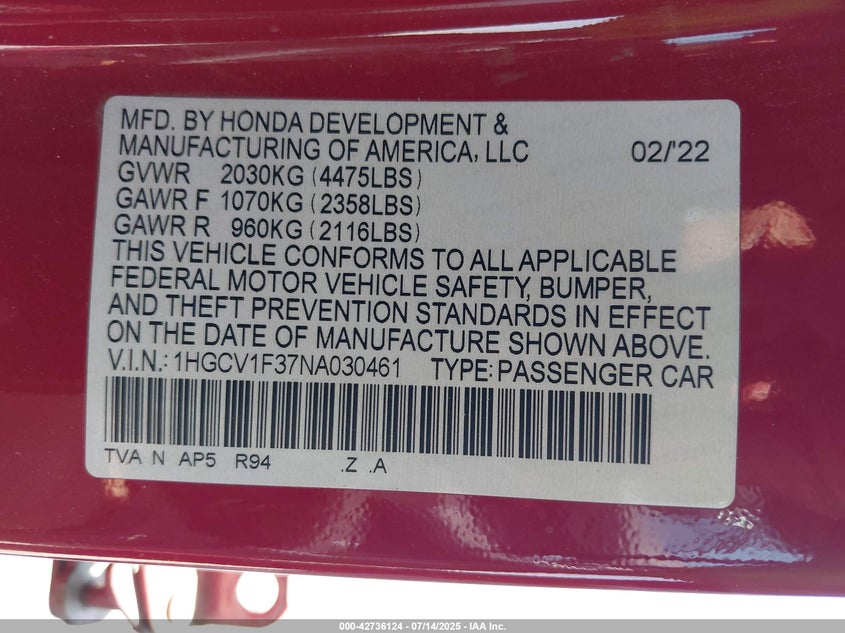 MFD. BY HONDA DEVELOPMENT &
MANUFACTURING OF AMERICA, LLC 02/'22
GVWR 2030KG (4475LBS)
GAWR F 1070KG (2358LBS)
GAWR R 960KG (2116LBS)
THIS VEHICLE CONFORMS TO ALL APPLICABLE
FEDERAL MOTOR VEHICLE SAFETY, BUMPER,
AND THEFT PREVENTION STANDARDS IN EFFECT
ON THE DATE OF MANUFACTURE SHOWN ABOVE.
V.I.N.: 1HGCV1F37NA030461 TYPE: PASSENGER CAR
TVA N AP5 R94 .Z .A
000-42736124 - 07/14/2025 - IAA Inc.